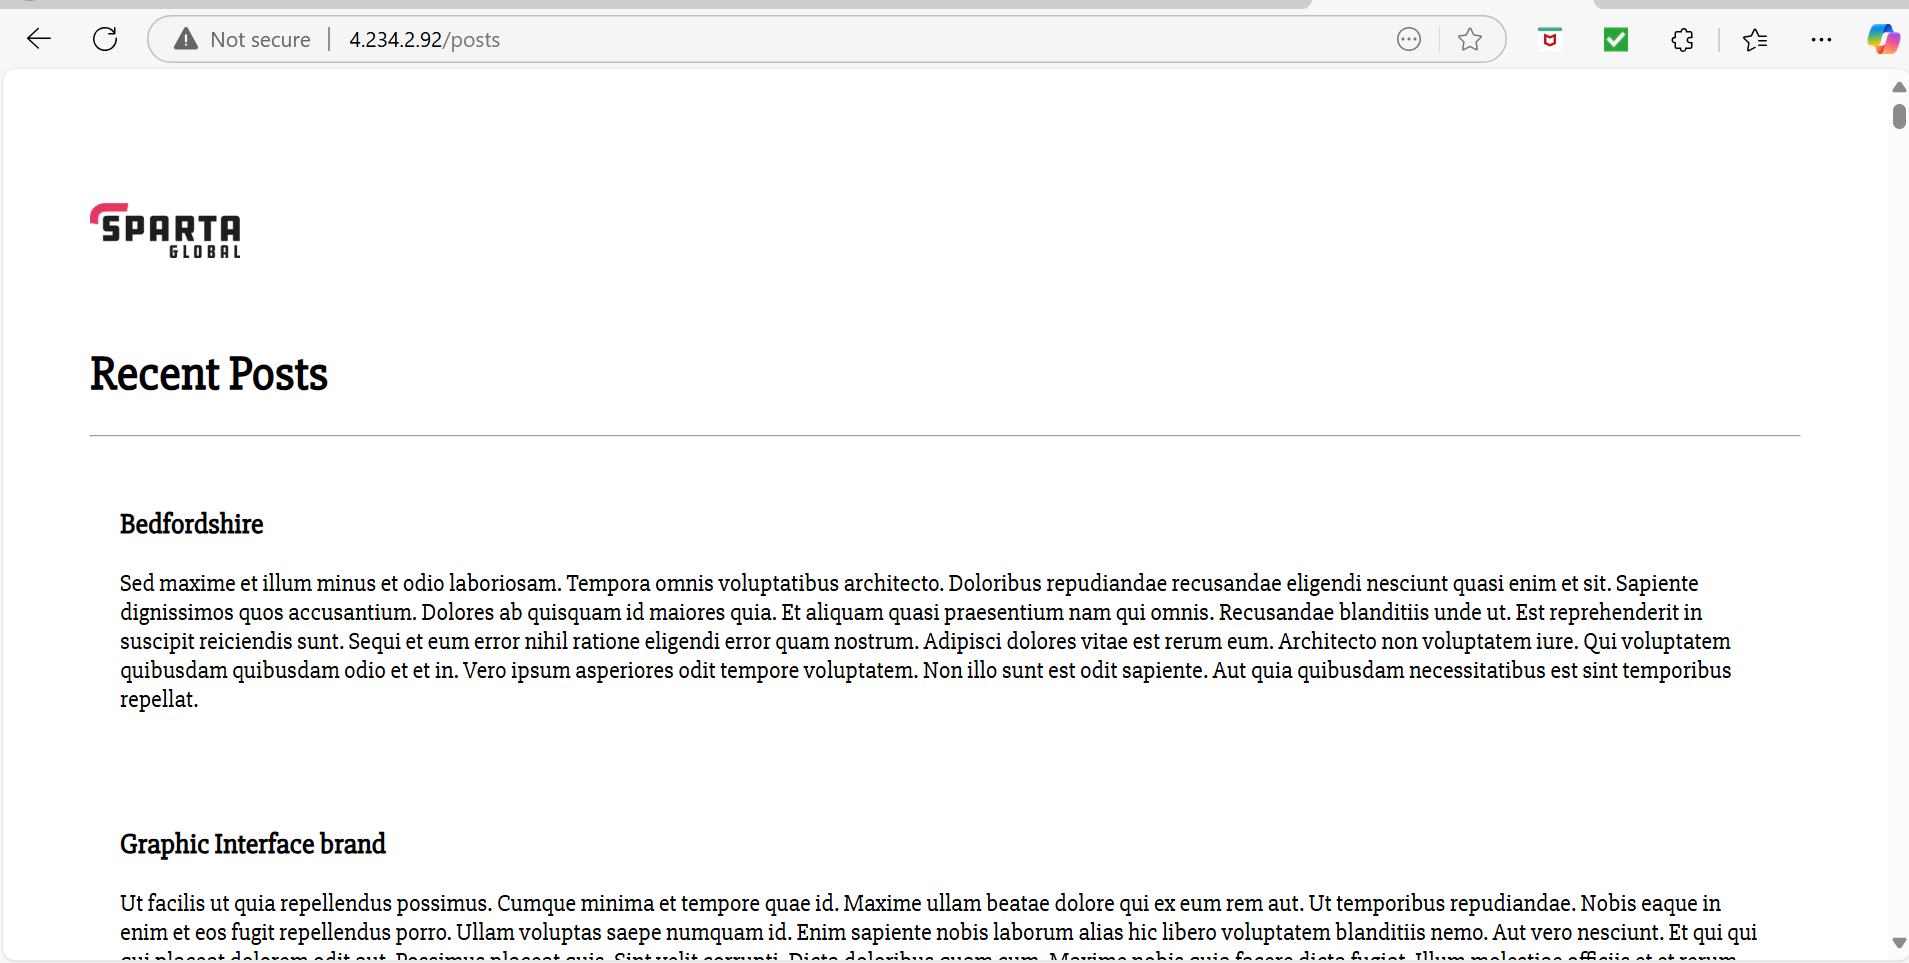 Not secure
4.234.2.92/posts
SPARTA
GLOBAL
Recent Posts
Bedfordshire
Sed maxime et illum minus et odio laboriosam. Tempora omnis voluptatibus architecto. Doloribus repudiandae recusandae eligendi nesciunt quasi enim et sit. Sapiente
dignissimos quos accusantium. Dolores ab quisquam id maiores quia. Et aliquam quasi praesentium nam qui omnis. Recusandae blanditiis unde ut. Est reprehenderit in
suscipit reiciendis sunt. Sequi et eum error nihil ratione eligendi error quam nostrum. Adipisci dolores vitae est rerum eum. Architecto non voluptatem iure. Qui voluptatem
quibusdam quibusdam odio et et in. Vero ipsum asperiores odit tempore voluptatem. Non illo sunt est odit sapiente. Aut quia quibusdam necessitatibus est sint temporibus
repellat.
Graphic Interface brand
Ut facilis ut quia repellendus possimus. Cumque minima et tempore quae id. Maxime ullam beatae dolore qui ex eum rem aut. Ut temporibus repudiandae. Nobis eaque in
enim et eos fugit repellendus porro. Ullam voluptas saepe numquam id. Enim sapiente nobis laborum alias hic libero voluptatem blanditiis nemo. Aut vero nesciunt. Et qui qui